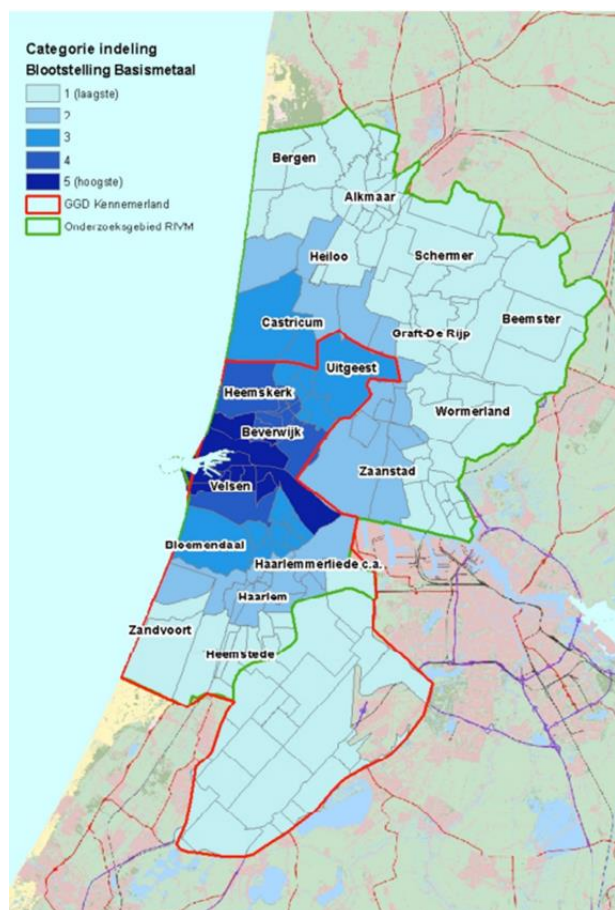 Categorie indeling
Blootstelling Basismetaal
1 (laagste)
2
3
4
5 (hoogste)
GGD Kennemerland
Onderzoeksgebied RIVM
Bergen
Alkmaar
Heiloo
Schermer
Castricum
Graft-De Rijp
Beemster
Uitgeest
Heemskerk
Wormerland
Beverwijk
Zaanstad
Velsen
Bloemendaal
Haarlemmerliede c.a.
Haarlem
Zandvoort
Heemstede